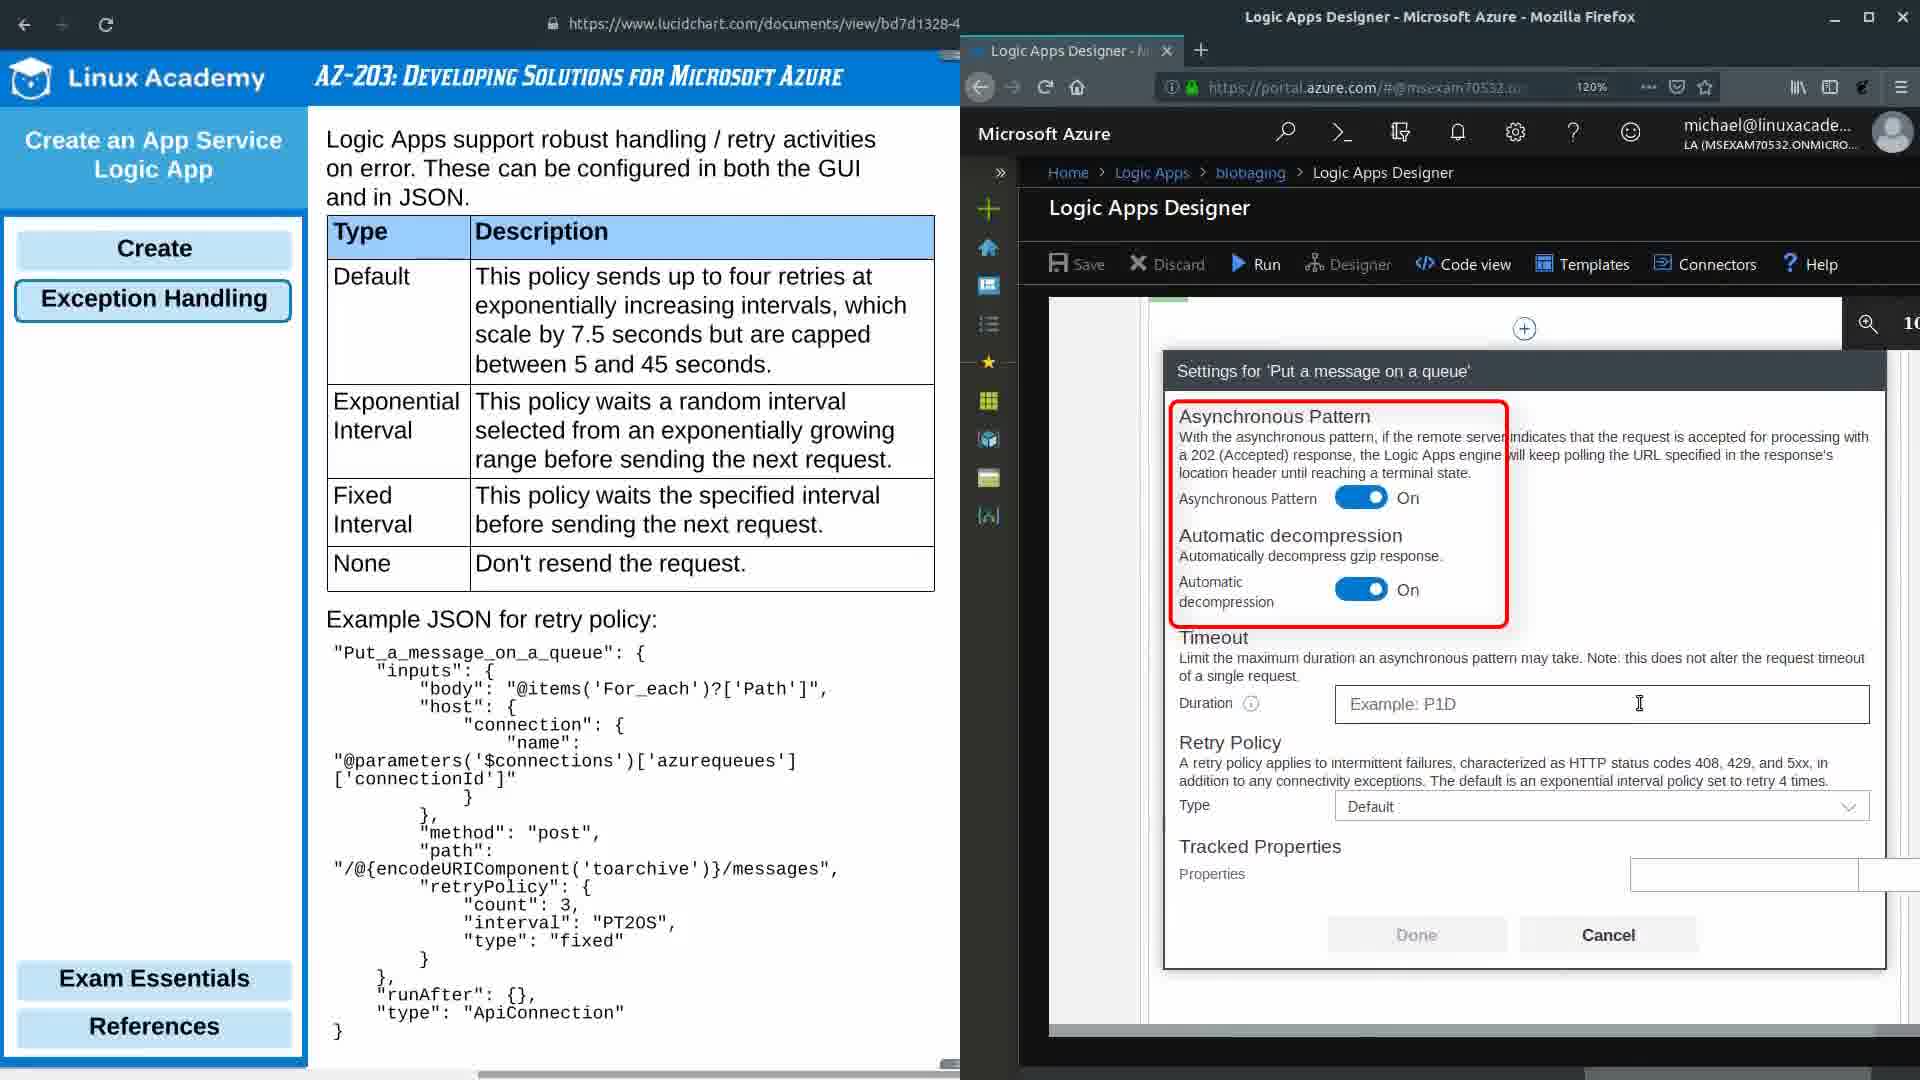 https://www.lucidchart.com/documents/view/bd7d1328-4
Linux Academy
AZ-203: Developing Solutions for Microsoft Azure
Create an App Service
Logic App
Create
Exception Handling
Exam Essentials
References
Logic Apps support robust handling / retry activities
on error. These can be configured in both the GUI
and in JSON.
Type Description
Default This policy sends up to four retries at
exponentially increasing intervals, which
scale by 7.5 seconds but are capped
between 5 and 45 seconds.
Exponential This policy waits a random interval
Interval selected from an exponentially growing
range before sending the next request.
Fixed This policy waits the specified interval
Interval before sending the next request.
None Don't resend the request.
Example JSON for retry policy:
"Put_a_message_on_a_queue": {
"inputs": {
"body": "@items('For_each')?['Path']",
"host": {
"connection": {
"name":
"@parameters('$connections')['azurequeues']
['connectionId']"
}
},
"method": "post",
"path":
"/@{encodeURIComponent('toarchive')}/messages",
"retryPolicy": {
"count": 3,
"interval": "PT20S",
"type": "fixed"
}
},
"runAfter": {},
"type": "ApiConnection"
}
Logic Apps Designer - Microsoft Azure - Mozilla Firefox
Logic Apps Designer - M
https://portal.azure.com/#@msexam70532.o
120%
Microsoft Azure
michael@linuxacade...
LA (MSEXAM70532.ONMICRO...
Home > Logic Apps > blobaging > Logic Apps Designer
Logic Apps Designer
Save Discard Run Designer Code view Templates Connectors Help
10
Settings for 'Put a message on a queue'
Asynchronous Pattern
With the asynchronous pattern, if the remote server indicates that the request is accepted for processing with
a 202 (Accepted) response, the Logic Apps engine will keep polling the URL specified in the response's
location header until reaching a terminal state.
Asynchronous Pattern On
Automatic decompression
Automatically decompress gzip response.
Automatic
decompression On
Timeout
Limit the maximum duration an asynchronous pattern may take. Note: this does not alter the request timeout
of a single request.
Duration Example: P1D
Retry Policy
A retry policy applies to intermittent failures, characterized as HTTP status codes 408, 429, and 5xx, in
addition to any connectivity exceptions. The default is an exponential interval policy set to retry 4 times.
Type Default
Tracked Properties
Properties
Done Cancel